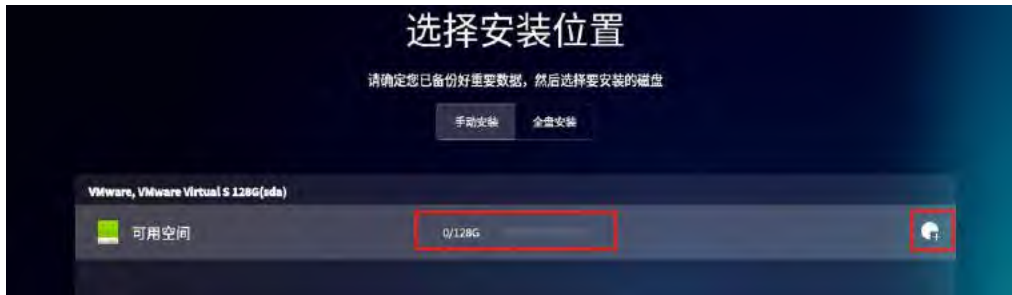 选择安装位置
请确定您已备份好重要数据，然后选择要安装的磁盘
手动安装 全盘安装
VMware, VMware Virtual S 128G(sda)
可用空间 0/128G